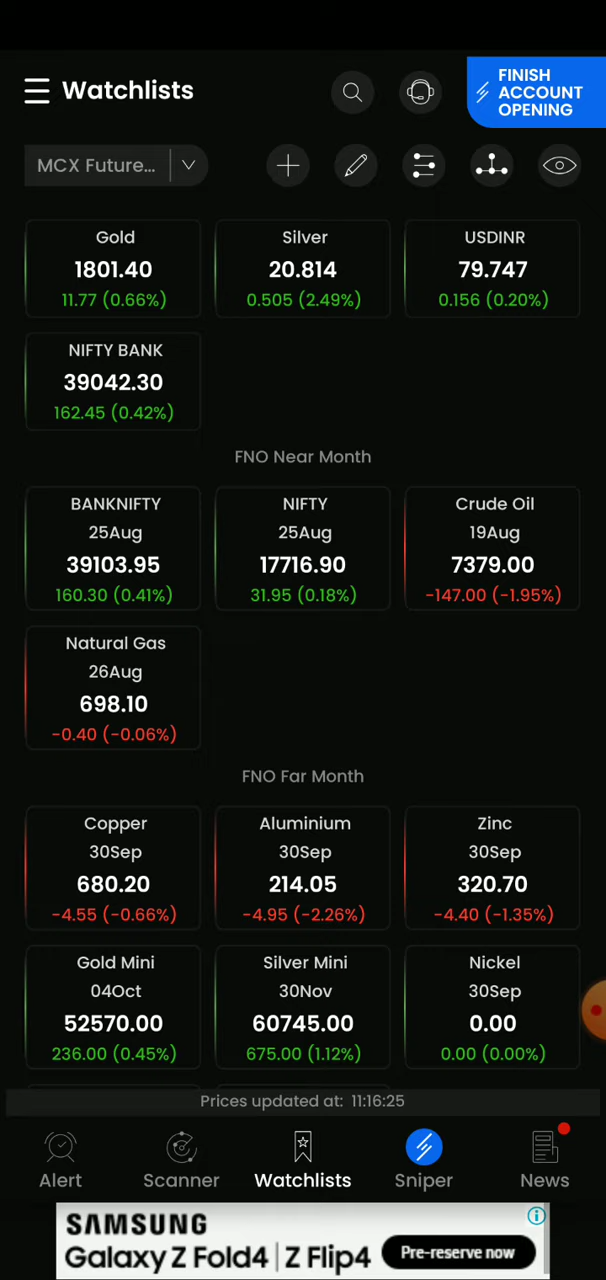 Watchlists
FINISH
ACCOUNT
OPENING
MCX Future...
Gold
1801.40
11.77 (0.66%)
Silver
20.814
0.505 (2.49%)
USDINR
79.747
0.156 (0.20%)
NIFTY BANK
39042.30
162.45 (0.42%)
FNO Near Month
BANKNIFTY
25Aug
39103.95
160.30 (0.41%)
NIFTY
25Aug
17716.90
31.95 (0.18%)
Crude Oil
19Aug
7379.00
-147.00 (-1.95%)
Natural Gas
26Aug
698.10
-0.40 (-0.06%)
FNO Far Month
Copper
30Sep
680.20
-4.55 (-0.66%)
Aluminium
30Sep
214.05
-4.95 (-2.26%)
Zinc
30Sep
320.70
-4.40 (-1.35%)
Gold Mini
04Oct
52570.00
236.00 (0.45%)
Silver Mini
30Nov
60745.00
675.00 (1.12%)
Nickel
30Sep
0.00
0.00 (0.00%)
Prices updated at: 11:16:25
Alert
Scanner
Watchlists
Sniper
News
SAMSUNG
Galaxy Z Fold4 | Z Flip4
Pre-reserve now